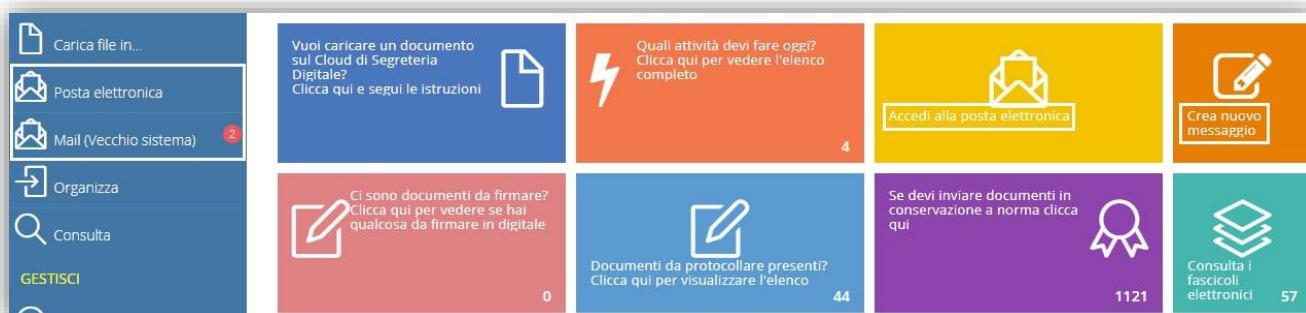 Carica file in...
Posta elettronica
Mail (Vecchio sistema) 2
Organizza
Consulta
GESTISCI
Vuoi caricare un documento
sul Cloud di Segreteria
Digitale?
Clicca qui e segui le istruzioni
Quali attività devi fare oggi?
Clicca qui per vedere l'elenco
completo
4
Accedi alla posta elettronica
Crea nuovo
messaggio
Ci sono documenti da firmare?
Clicca qui per vedere se hai
qualcosa da firmare in digitale
0
Documenti da protocollare presenti?
Clicca qui per visualizzare l'elenco
44
Se devi inviare documenti in
conservazione a norma clicca
qui
1121
Consulta i
fascicoli
elettronici 57